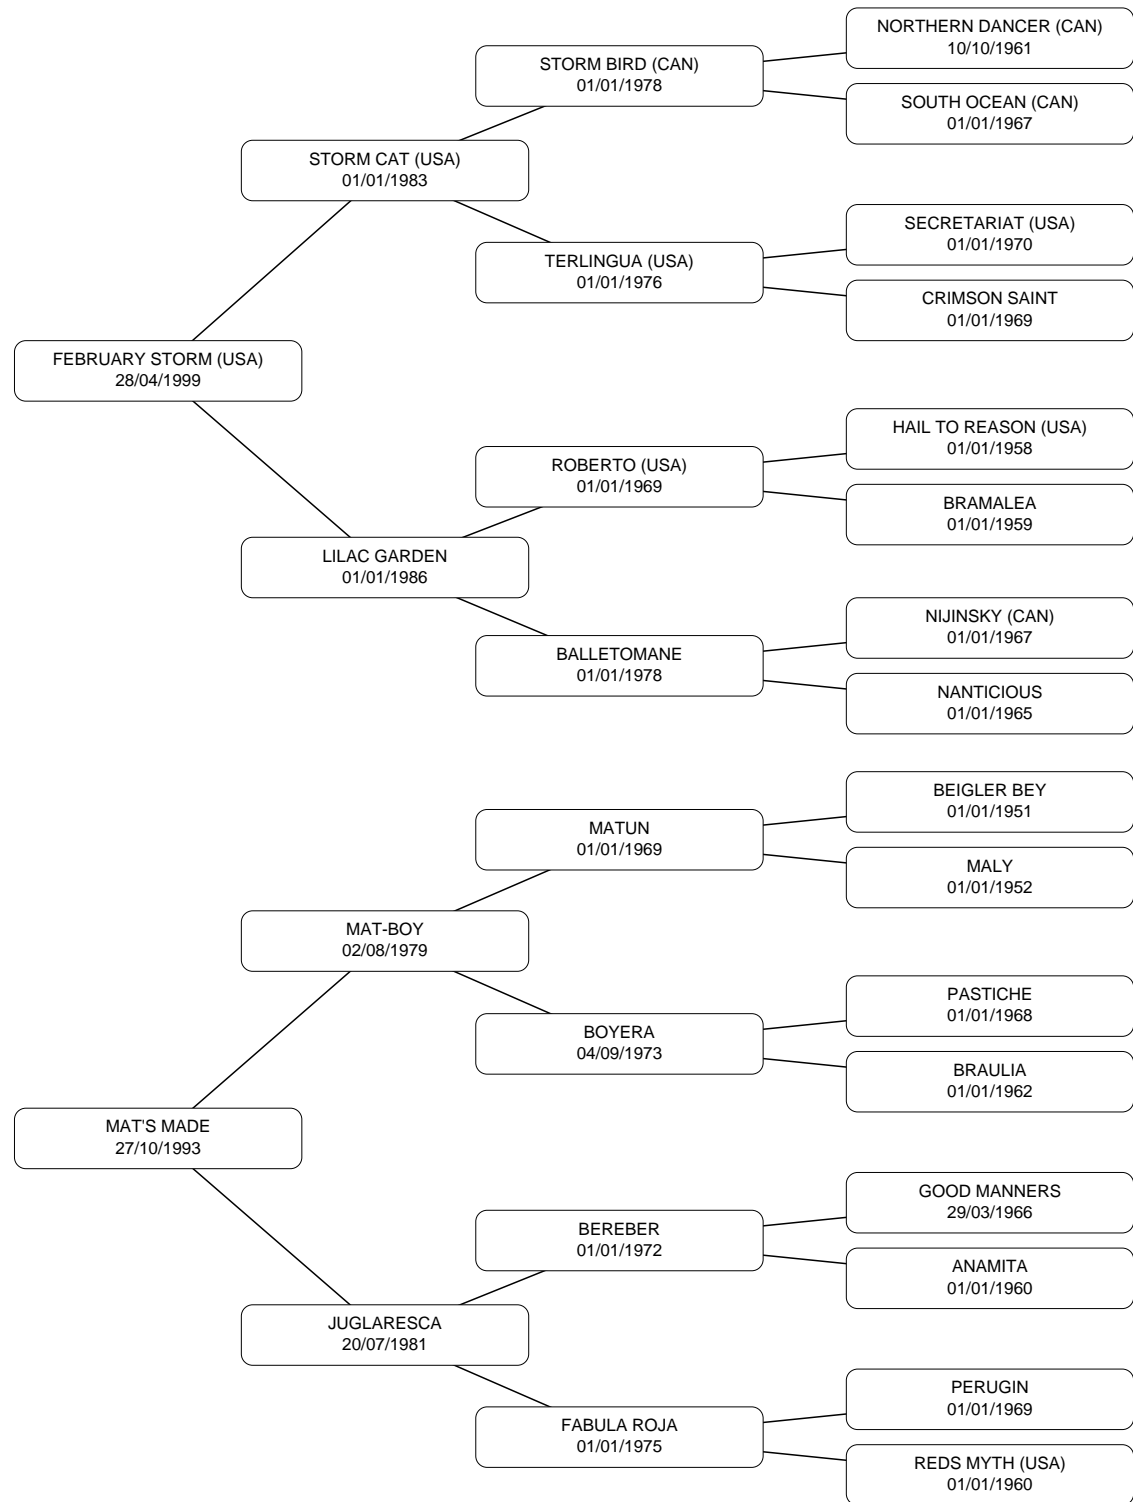 NORTHERN DANCER (CAN)
10/10/1961
STORM BIRD (CAN)
01/01/1978
SOUTH OCEAN (CAN)
01/01/1967
STORM CAT (USA)
01/01/1983
SECRETARIAT (USA)
01/01/1970
TERLINGUA (USA)
01/01/1976
CRIMSON SAINT
01/01/1969
FEBRUARY STORM (USA)
28/04/1999
HAIL TO REASON (USA)
01/01/1958
ROBERTO (USA)
01/01/1969
BRAMALEA
01/01/1959
LILAC GARDEN
01/01/1986
NIJINSKY (CAN)
01/01/1967
BALLETOMANE
01/01/1978
NANTICIOUS
01/01/1965
BEIGLER BEY
01/01/1951
MATUN
01/01/1969
MALY
01/01/1952
MAT-BOY
02/08/1979
PASTICHE
01/01/1968
BOYERA
04/09/1973
BRAULIA
01/01/1962
MAT'S MADE
27/10/1993
GOOD MANNERS
29/03/1966
BEREBER
01/01/1972
ANAMITA
01/01/1960
JUGLARESCA
20/07/1981
PERUGIN
01/01/1969
FABULA ROJA
01/01/1975
REDS MYTH (USA)
01/01/1960